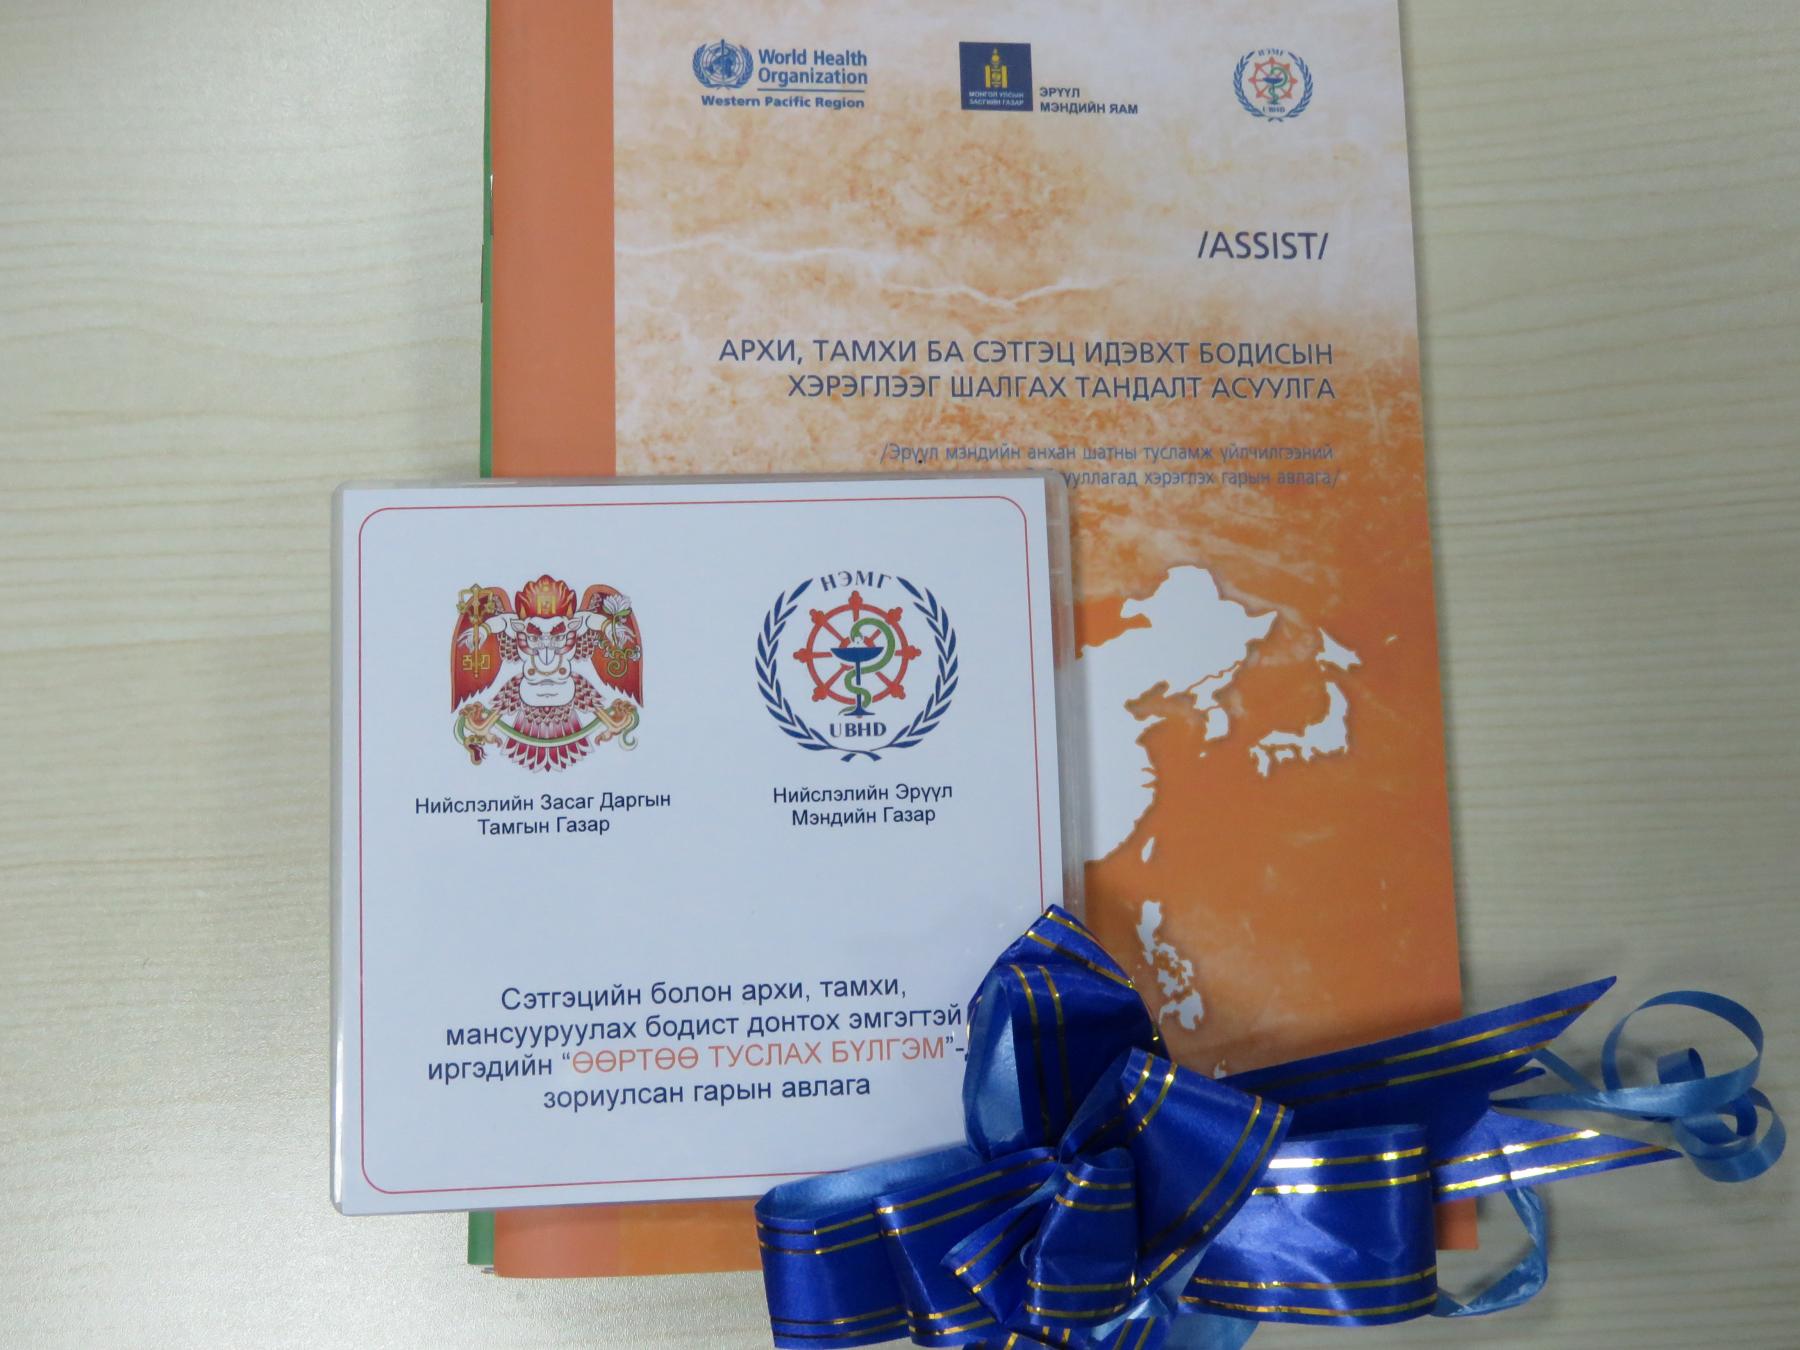 World Health
Organization
Western Pacific Region
МОНГОЛ УЛСЫН
ЗАСГИЙН ГАЗАР
ЭРҮҮЛ
МЭНДИЙН ЯАМ
НЭМГ
UBHD
/ASSIST/
АРХИ, ТАМХИ БА СЭТГЭЦ ИДЭВХТ БОДИСЫН
ХЭРЭГЛЭЭГ ШАЛГАХ ТАНДАЛТ АСУУЛГА
/Эрүүл мэндийн анхан шатны тусламж үйлчилгээний
хэрэглэх гарын авлага/
НЭМГ
UBHD
Нийслэлийн Засаг Даргын
Тамгын Газар
Нийслэлийн Эрүүл
Мэндийн Газар
Сэтгэцийн болон архи, тамхи,
мансууруулах бодист донтох эмгэгтэй
иргэдийн “ӨӨРТӨӨ ТУСЛАХ БҮЛГЭМ”-
зориулсан гарын авлага